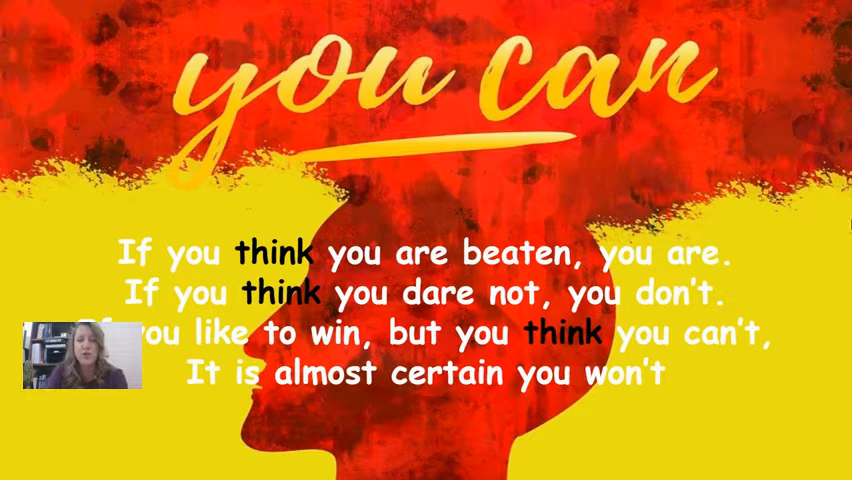 you can
If you think you are beaten, you are.
If you think you dare not, you don't.
If you like to win, but you think you can't,
It is almost certain you won't